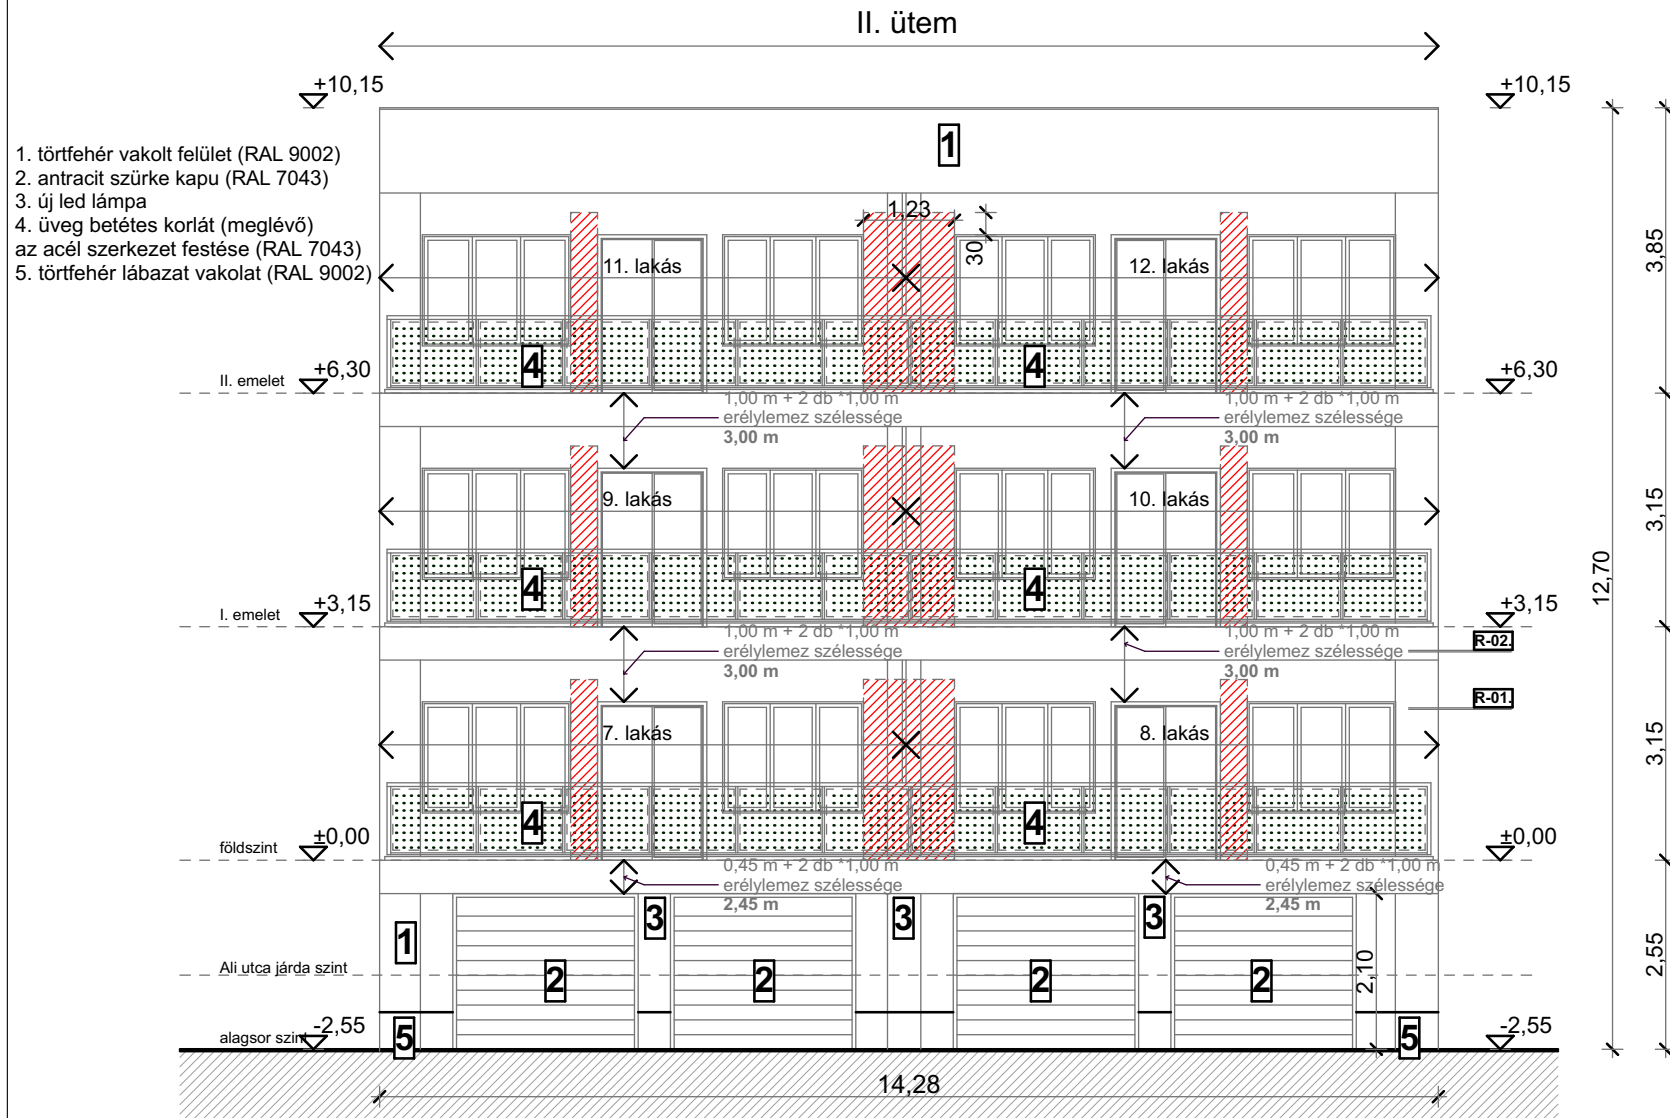 II. ütem
+10,15
+10,15
1
1. törtfehér vakolt felület (RAL 9002)
2. antracit szürke kapu (RAL 7043)
3. új led lámpa
4. üveg betétes korlát (meglévő)
az acél szerkezet festése (RAL 7043)
5. törtfehér lábazat vakolat (RAL 9002)
1,23
30
3,85
11. lakás
12. lakás
4
4
II. emelet
+6,30
+6,30
1,00 m + 2 db *1,00 m
erélylemez szélessége
3,00 m
1,00 m + 2 db *1,00 m
erélylemez szélessége
3,00 m
9. lakás
10. lakás
3,15
12,70
4
4
I. emelet
+3,15
+3,15
1,00 m + 2 db *1,00 m
erélylemez szélessége
3,00 m
1,00 m + 2 db *1,00 m
erélylemez szélessége
3,00 m
R-02.
R-01.
7. lakás
8. lakás
3,15
4
4
földszint
±0,00
±0,00
0,45 m + 2 db *1,00 m
erélylemez szélessége
2,45 m
0,45 m + 2 db *1,00 m
erélylemez szélessége
2,45 m
3
3
3
1
2,55
Ali utca járda szint
2
2
2
2
2,10
alagsor szint
-2,55
5
5
-2,55
14,28